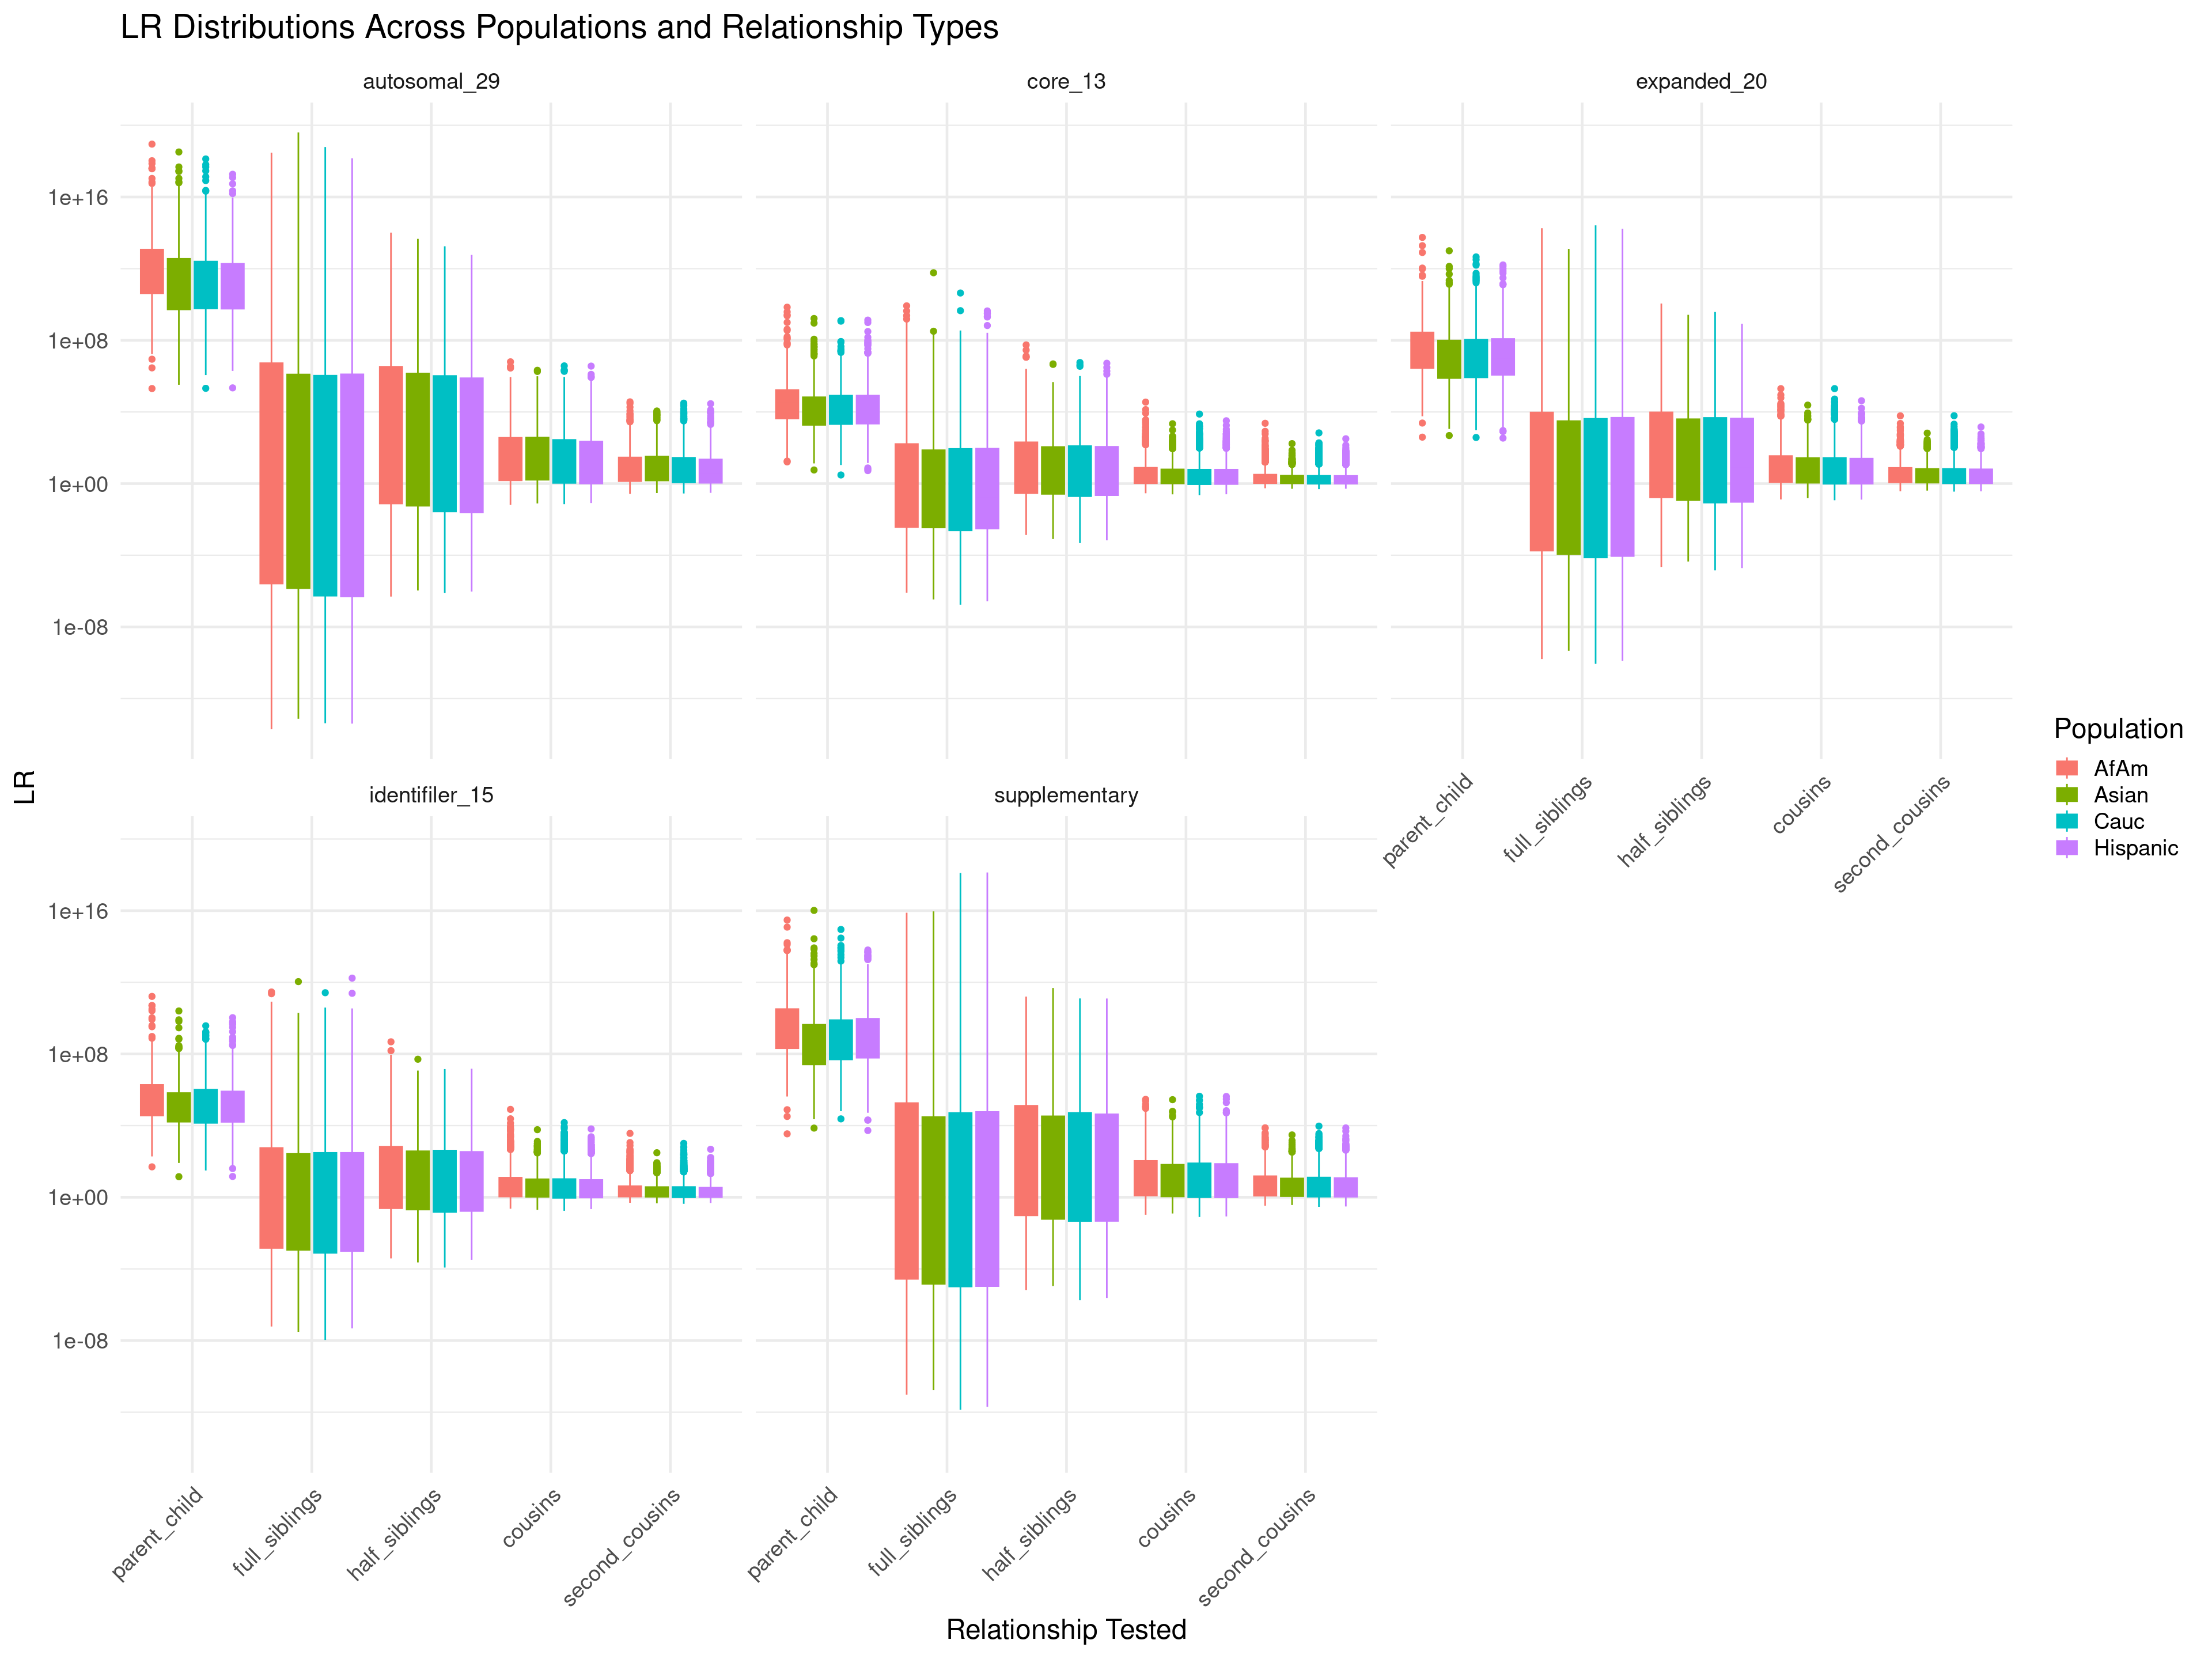 LR Distributions Across Populations and Relationship Types
autosomal_29
core_13
expanded_20
1e+16
1e+08
1e+00
1e-08
parent_child
full_siblings
half_siblings
cousins
second_cousins
Population
AfAm
Asian
Cauc
Hispanic
LR
identifiler_15
supplementary
1e+16
1e+08
1e+00
1e-08
parent_child
full_siblings
half_siblings
cousins
second_cousins
parent_child
full_siblings
half_siblings
cousins
second_cousins
Relationship Tested